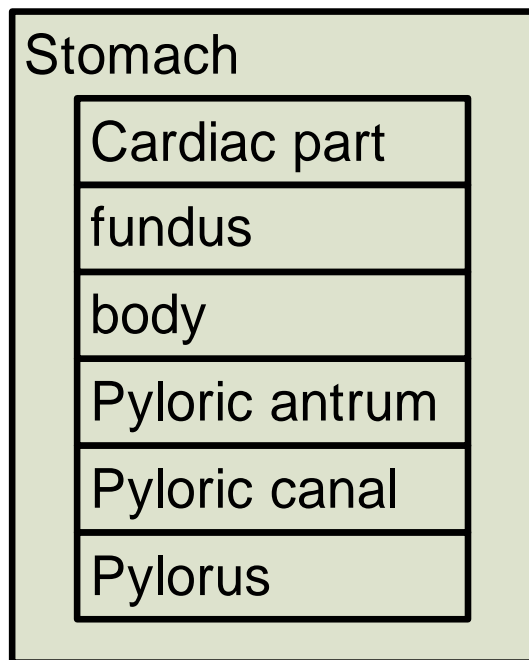 Stomach
Cardiac part
fundus
body
Pyloric antrum
Pyloric canal
Pylorus